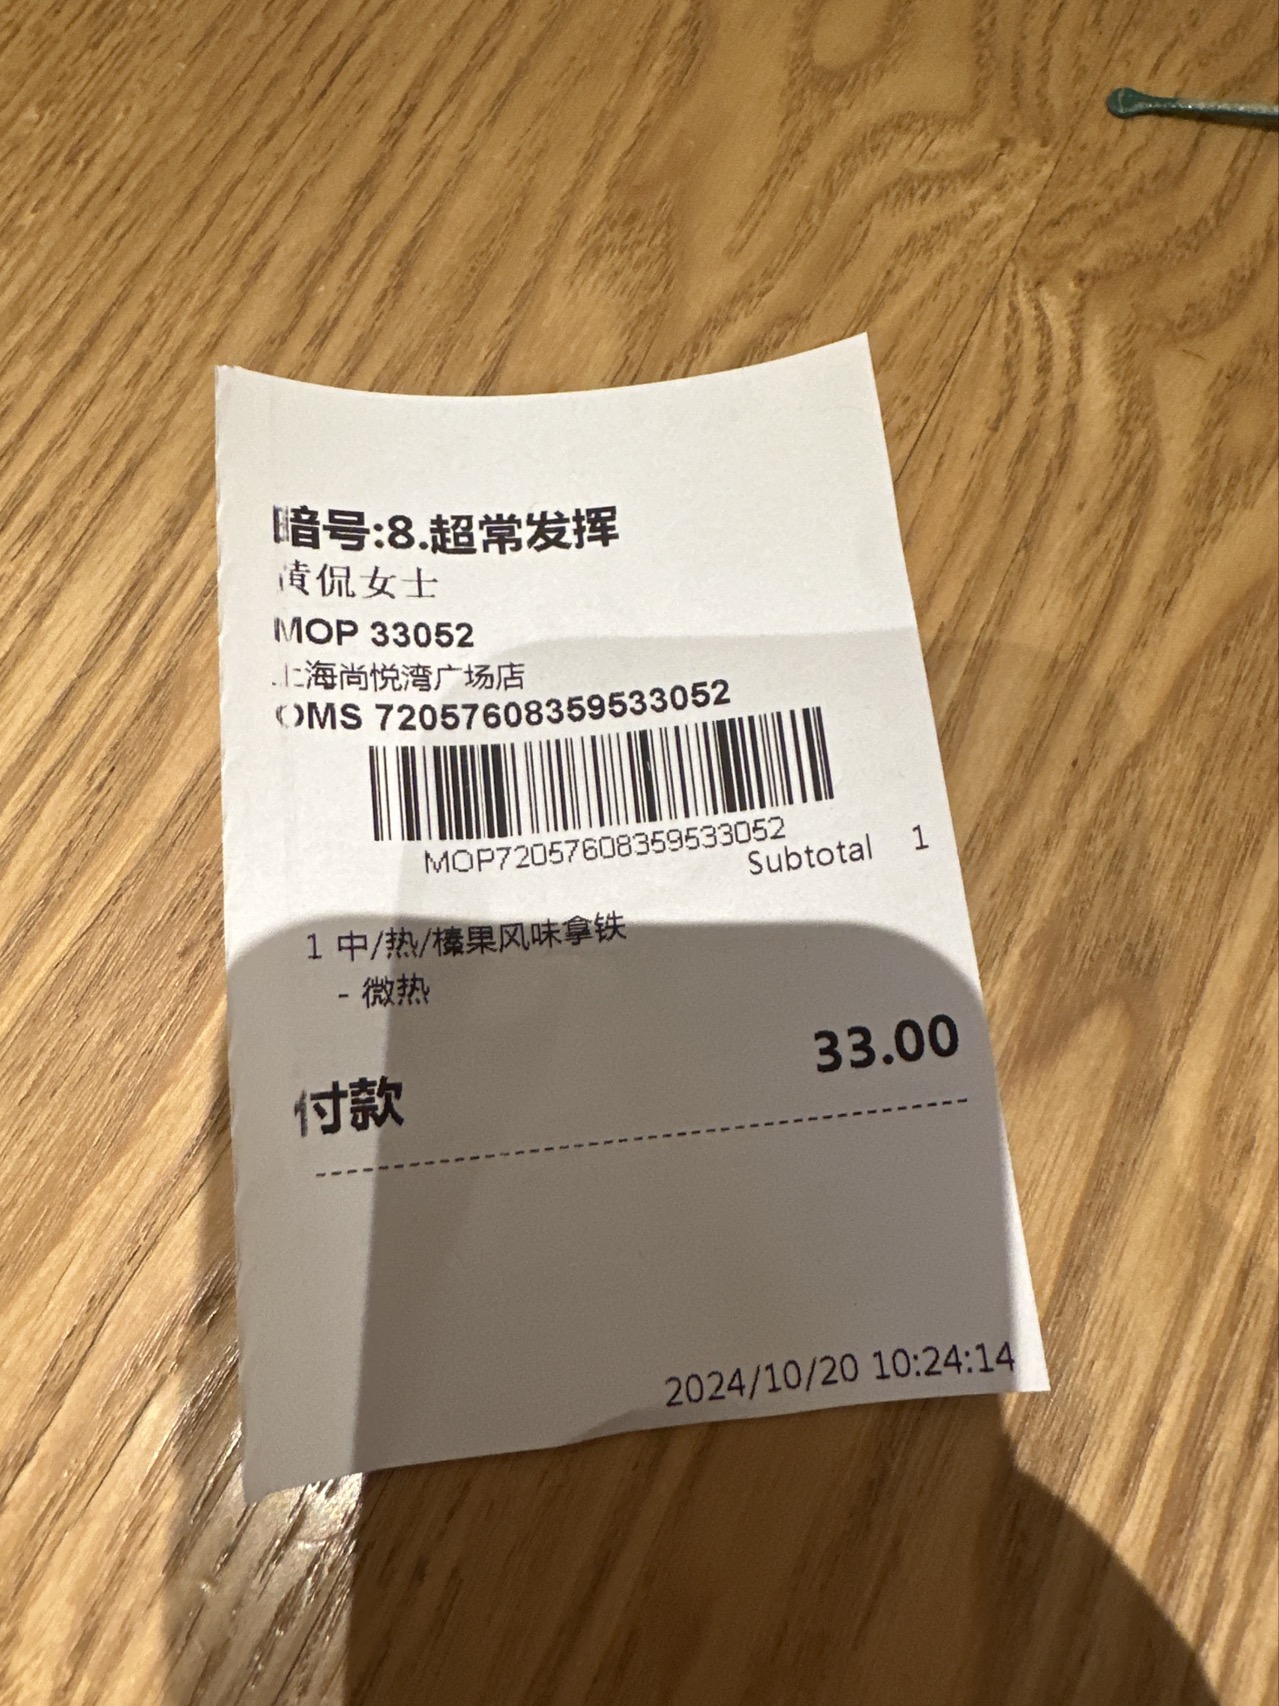 暗号:8.超常发挥
黄侃女士
MOP 33052
上海尚悦湾广场店
OMS 72057608359533052
MOP72057608359533052
Subtotal 1
1 中/热/榛果风味拿铁
- 微热
33.00
付款
2024/10/20 10:24:14